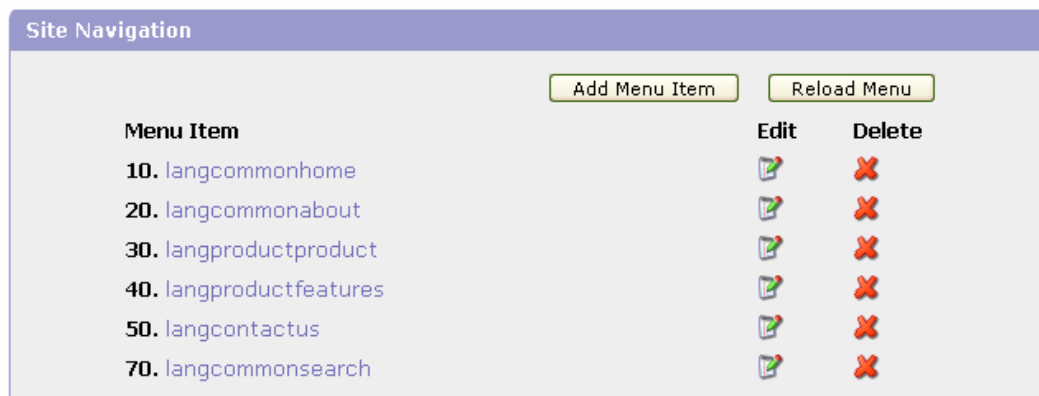 Site Navigation
Add Menu Item Reload Menu
Menu Item Edit Delete
10. langcommonhome
20. langcommonabout
30. langproductproduct
40. langproductfeatures
50. langcontactus
70. langcommonsearch